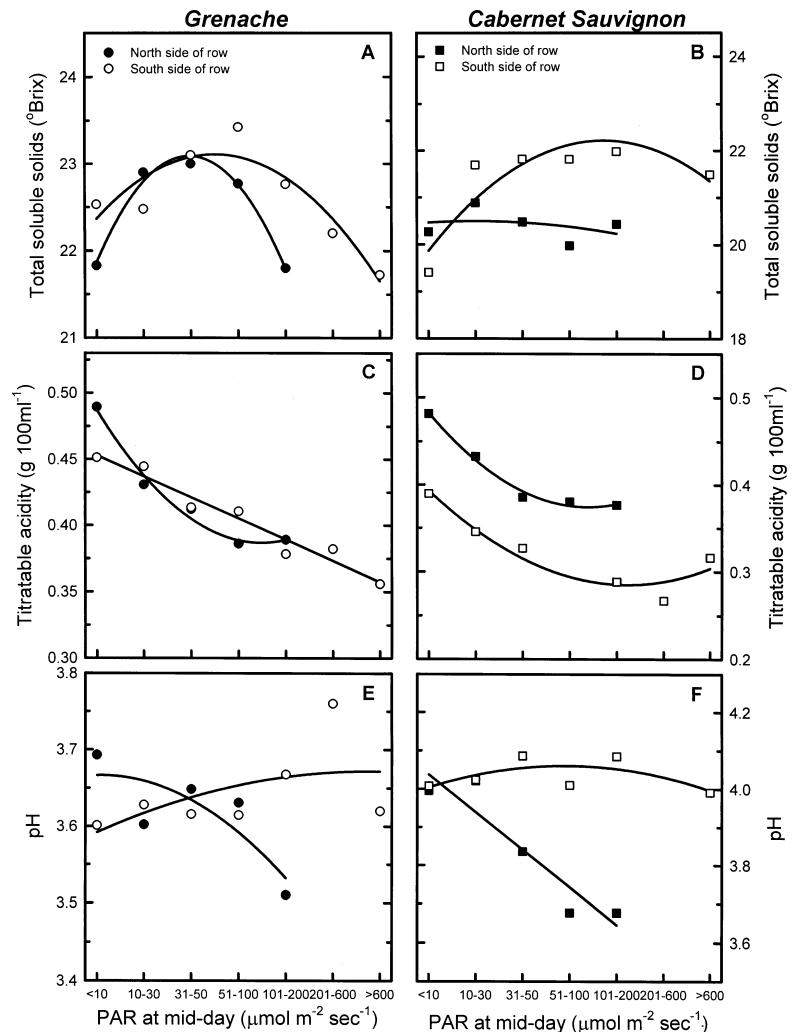 Grenache
Cabernet Sauvignon
A
North side of row
South side of row
Total soluble solids (°Brix)
24
23
22
21
B
North side of row
South side of row
24
22
20
18
Total soluble solids (°Brix)
C
Titratable acidity (g 100ml⁻¹)
0.50
0.45
0.40
0.35
0.30
D
0.5
0.4
0.3
0.2
Titratable acidity (g 100ml⁻¹)
E
pH
3.8
3.7
3.6
3.5
3.4
F
4.2
4.0
3.8
3.6
pH
<10 10-30 31-50 51-100 101-200 201-600 >600
PAR at mid-day (µmol m⁻² sec⁻¹)
<10 10-30 31-50 51-100 101-200 201-600 >600
PAR at mid-day (µmol m⁻² sec⁻¹)